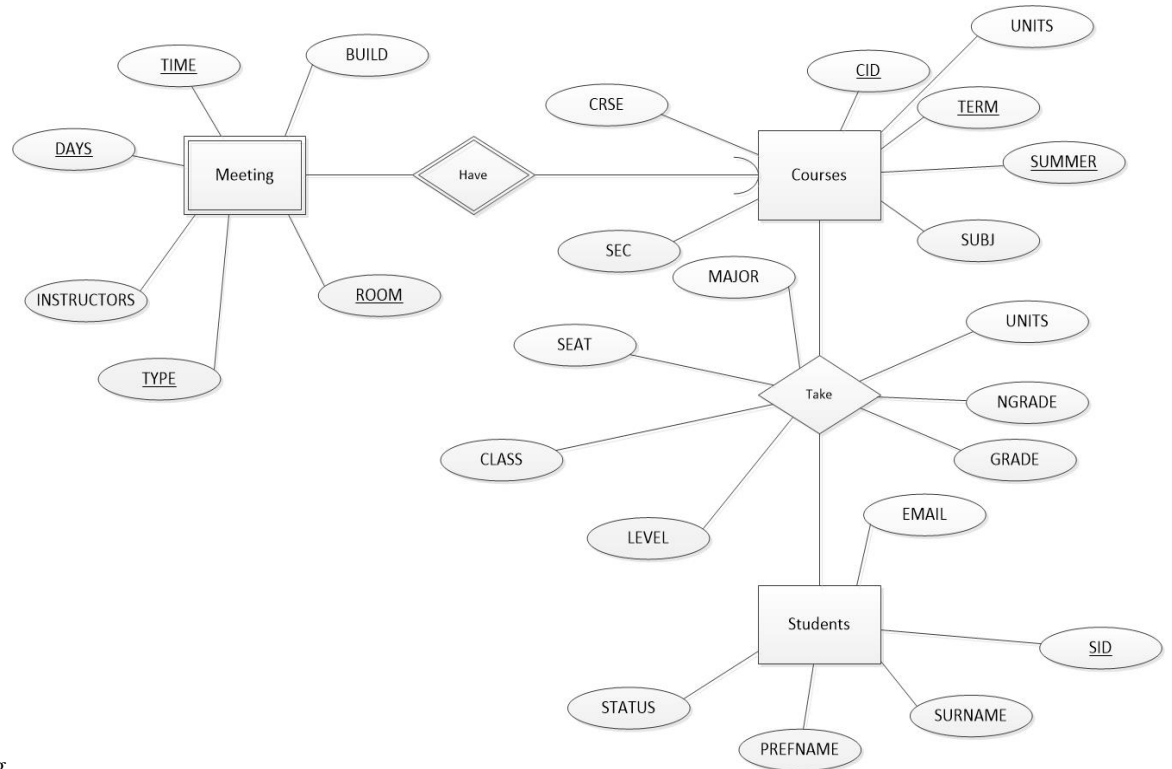 UNITS
BUILD
TIME
CID
CRSE
TERM
DAYS
SUMMER
Meeting
Have
Courses
SUBJ
SEC
MAJOR
INSTRUCTORS
ROOM
UNITS
SEAT
TYPE
Take
NGRADE
CLASS
GRADE
EMAIL
LEVEL
Students
SID
STATUS
SURNAME
PREFNAME